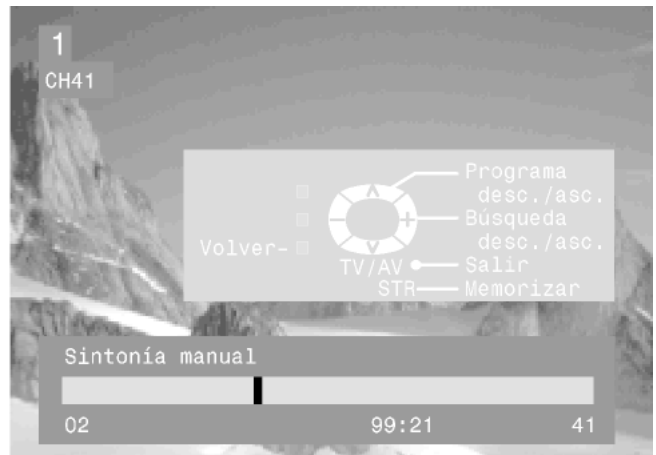 1
CH41
Programa
desc./asc.
Búsqueda
desc./asc.
Volver-
TV/AV Salir
STR Memorizar
Sintonía manual
02 99:21 41